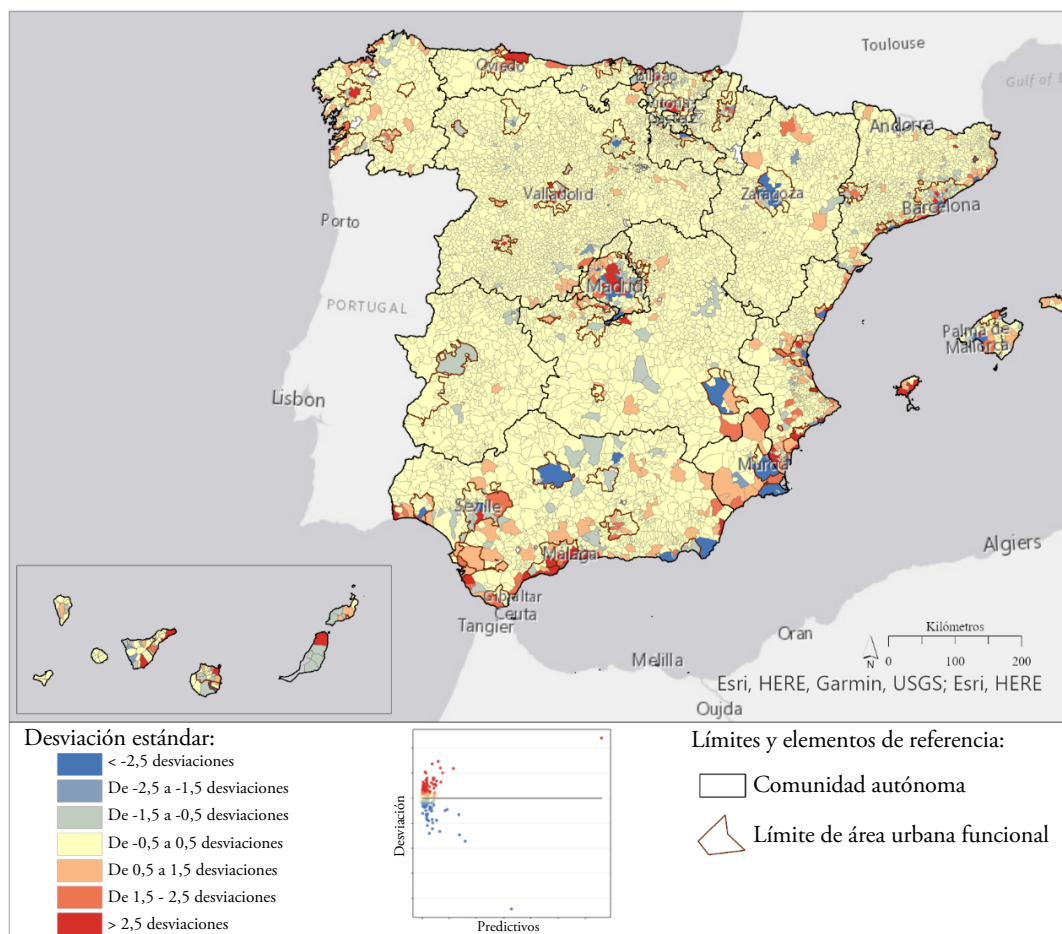 Toulouse
Gulf of
Oviedo
Bilbao
Vitoria-
Gasteiz
Andorra
Valladolid
Zaragoza
Barcelona
Porto
Madrid
PORTUGAL
Palma de
Mallorca
Lisbon
Murcia
Seville
Málaga
Algiers
Gibraltar
Ceuta
Tangier
Oran
Melilla
Kilómetros
N
0 100 200
Esri, HERE, Garmin, USGS; Esri, HERE
Oujda
Desviación estándar:
< -2,5 desviaciones
De -2,5 a -1,5 desviaciones
De -1,5 a -0,5 desviaciones
De -0,5 a 0,5 desviaciones
De 0,5 a 1,5 desviaciones
De 1,5 - 2,5 desviaciones
> 2,5 desviaciones
Desviación
Predictivos
Límites y elementos de referencia:
Comunidad autónoma
Límite de área urbana funcional